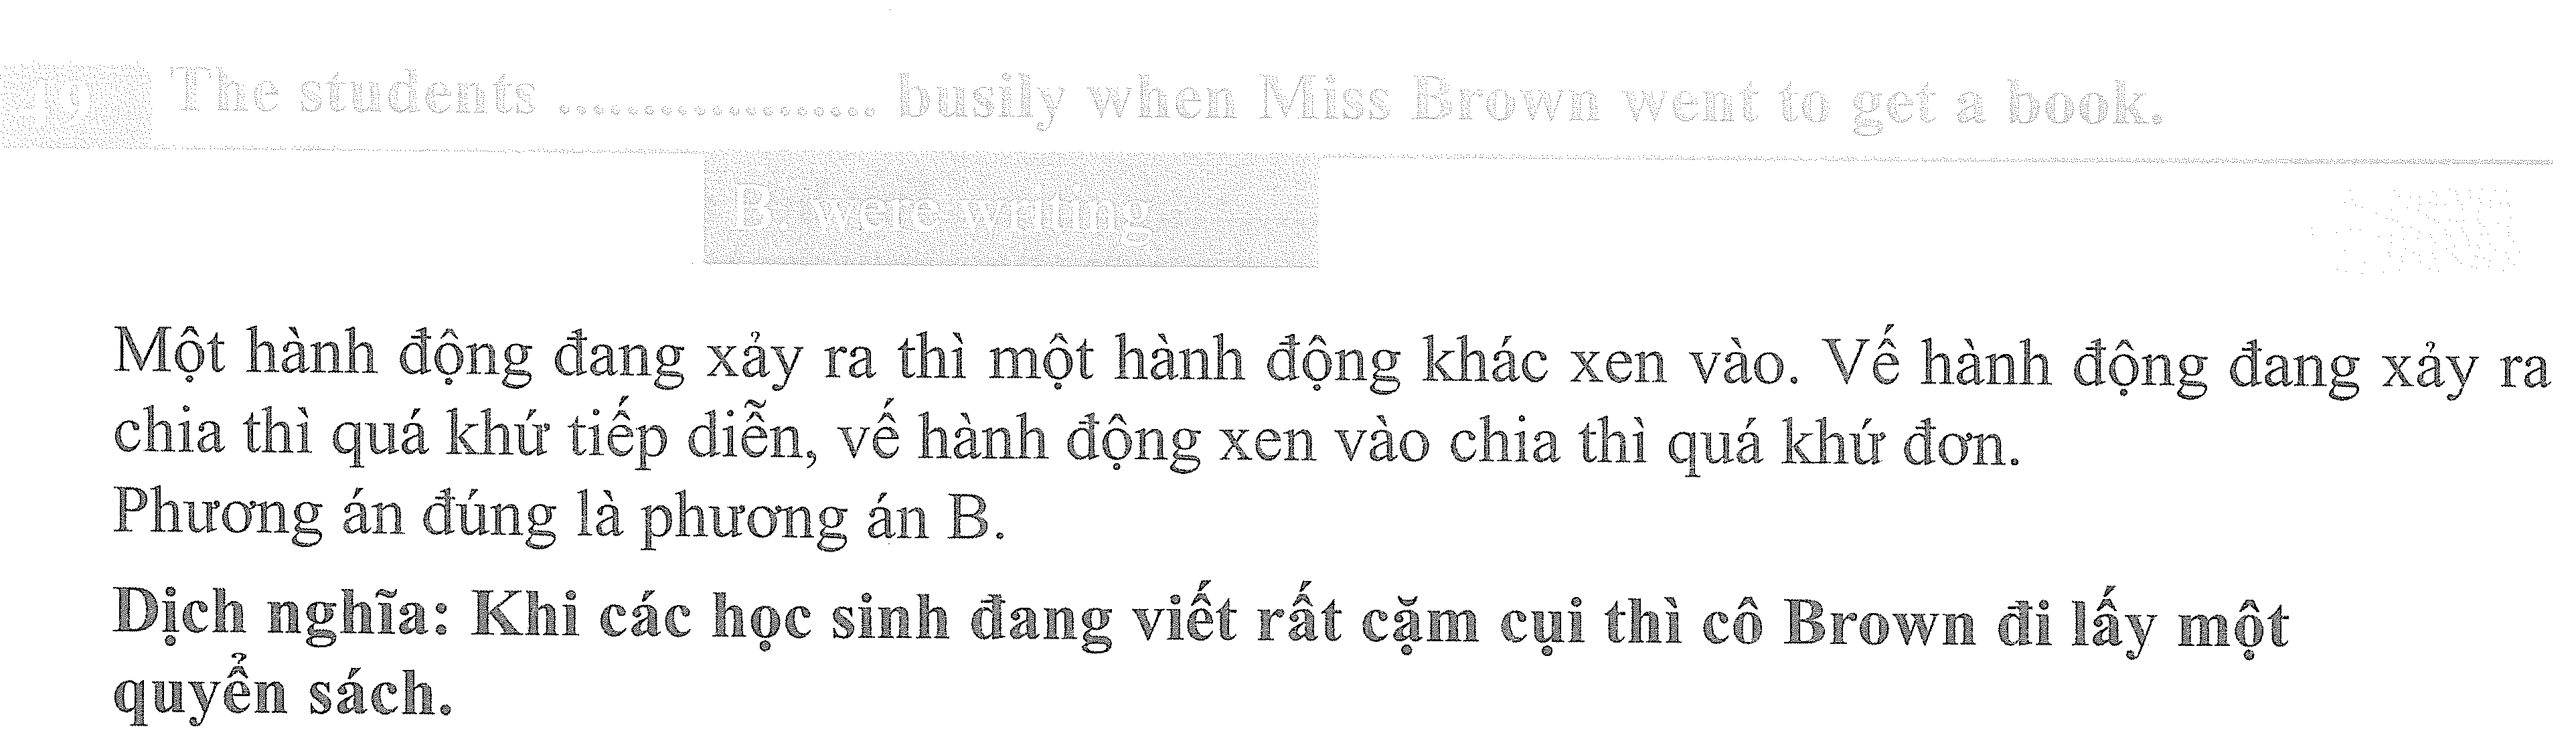 49 The students ................... busily when Miss Brown went to get a book.
B. were writing
Một hành động đang xảy ra thì một hành động khác xen vào. Vế hành động đang xảy ra
chia thì quá khứ tiếp diễn, vế hành động xen vào chia thì quá khứ đơn.
Phương án đúng là phương án B.
Dịch nghĩa: Khi các học sinh đang viết rất cặm cụi thì cô Brown đi lấy một
quyển sách.